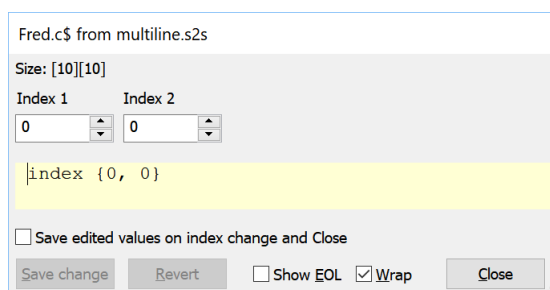 Fred.c$ from multiline.s2s
Size: [10][10]
Index 1 Index 2
0 0
index {0, 0}
Save edited values on index change and Close
Save change Revert Show EOL Wrap Close